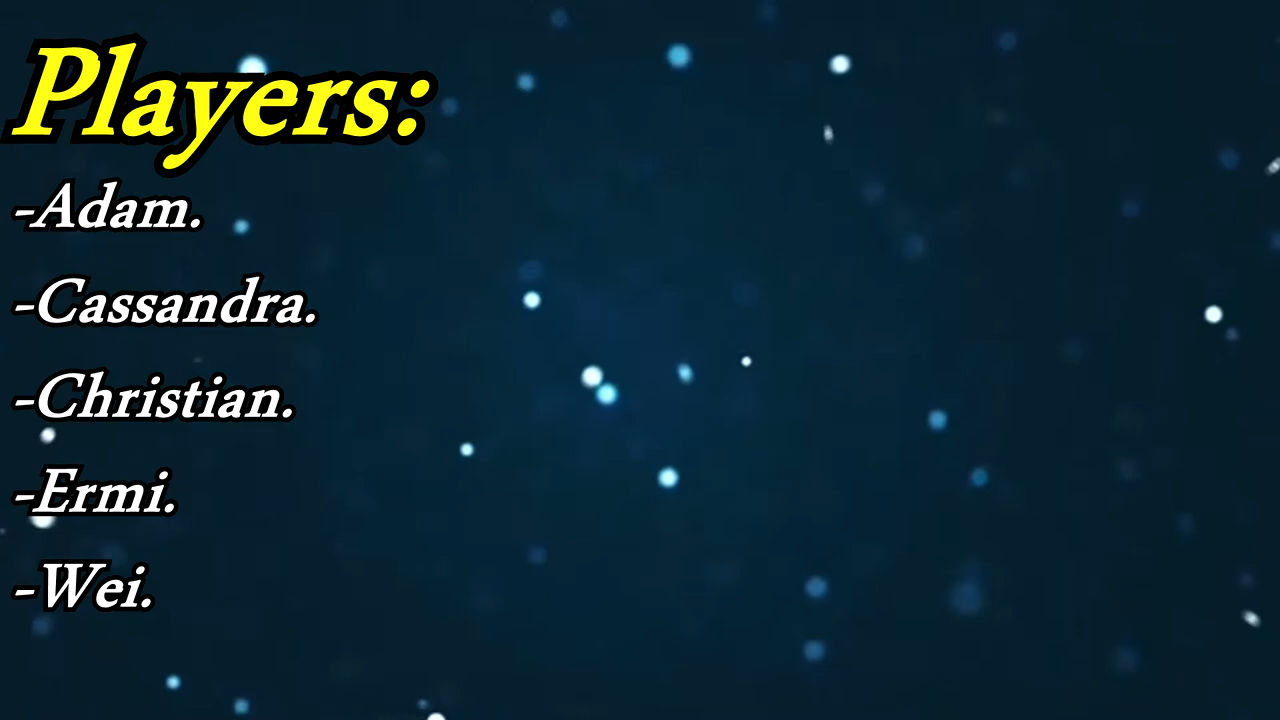 Players:
-Adam.
-Cassandra.
-Christian.
-Ermi.
-Wei.